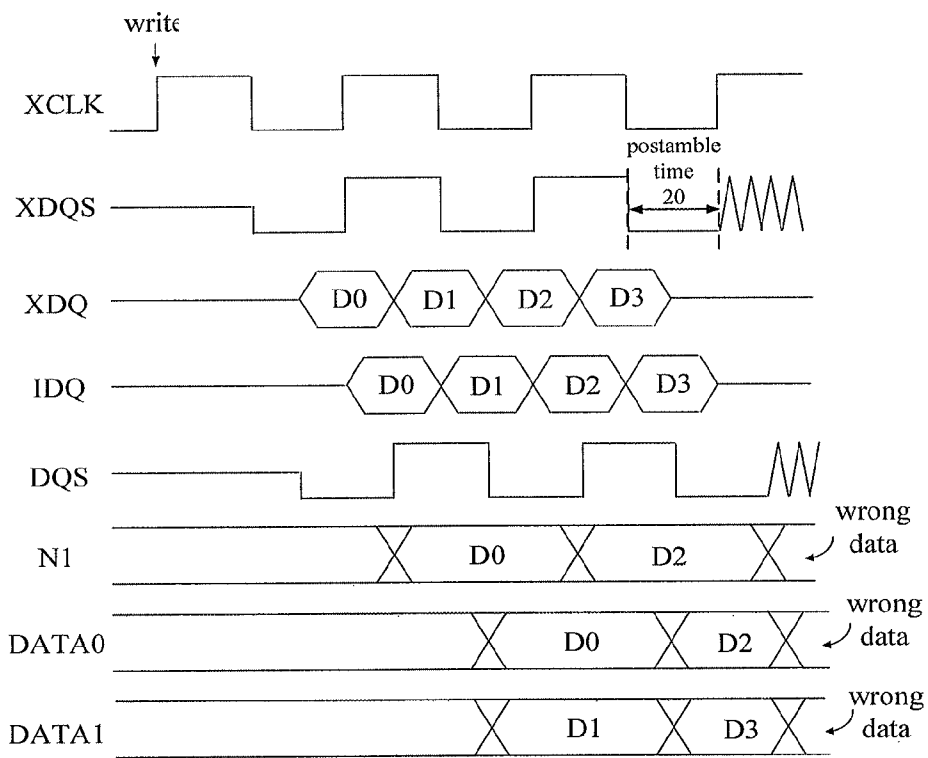 write
XCLK
postamble
time
20
XDQS
XDQ
D0 D1 D2 D3
IDQ
D0 D1 D2 D3
DQS
N1
D0 D2
wrong
data
DATA0
D0 D2
wrong
data
DATA1
D1 D3
wrong
data